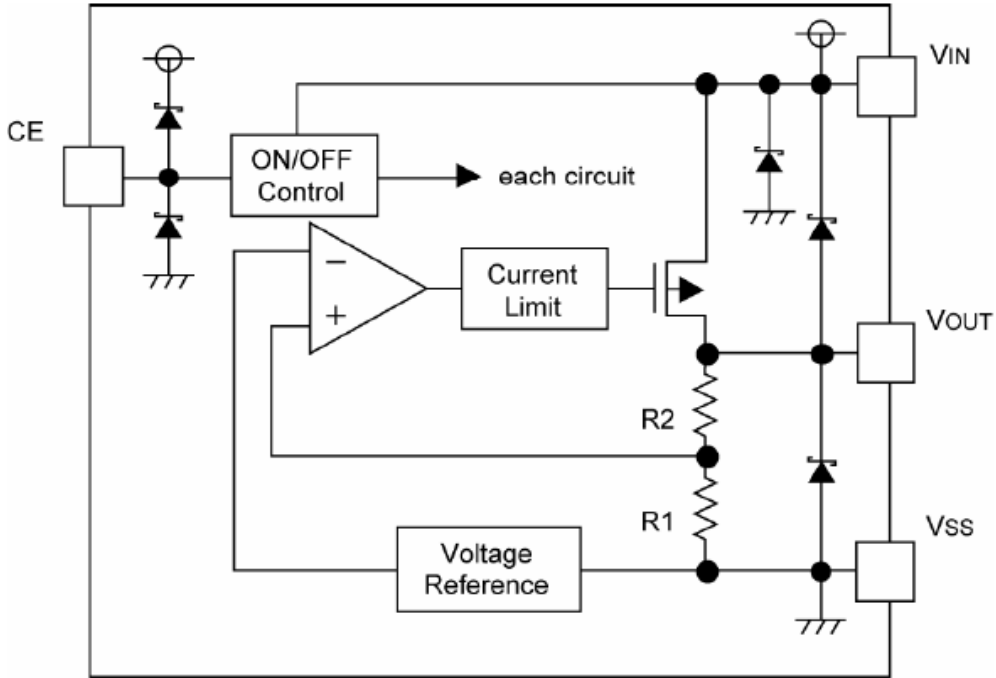 VIN
CE
ON/OFF
Control
each circuit
−
+
Current
Limit
VOUT
R2
R1
VSS
Voltage
Reference